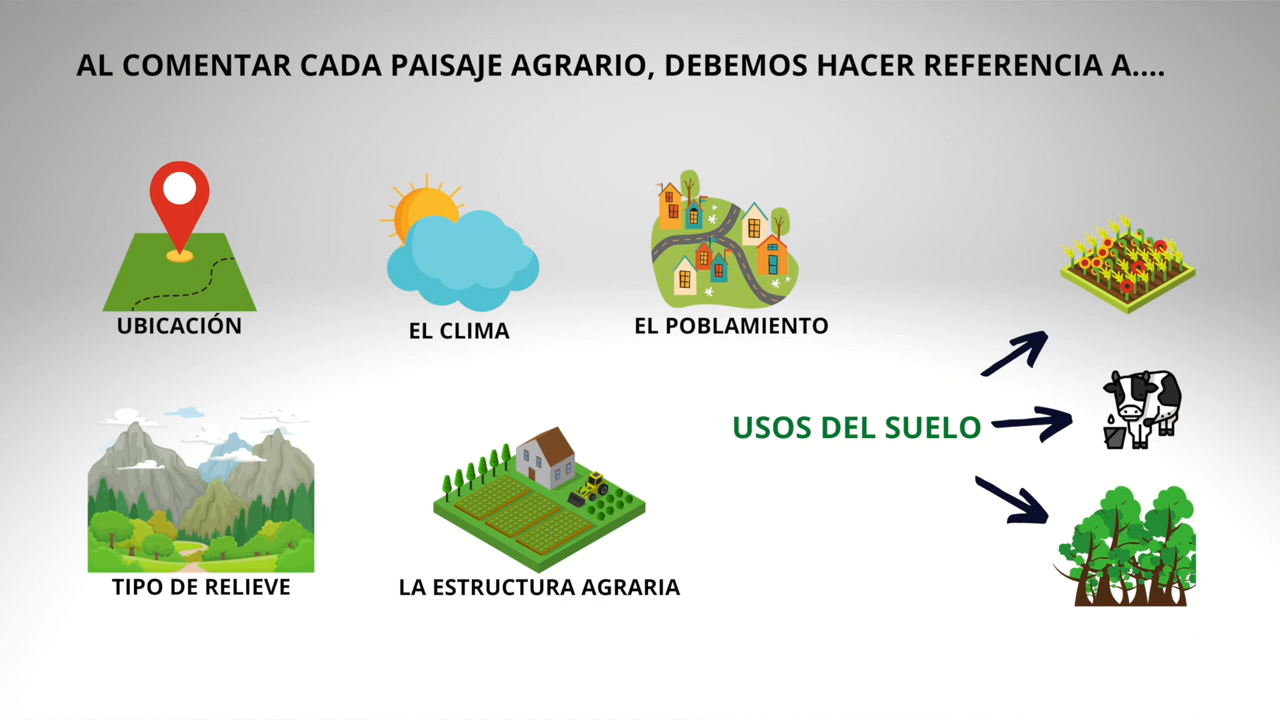 AL COMENTAR CADA PAISAJE AGRARIO, DEBEMOS HACER REFERENCIA A....
UBICACIÓN
EL CLIMA
EL POBLAMIENTO
USOS DEL SUELO
TIPO DE RELIEVE
LA ESTRUCTURA AGRARIA